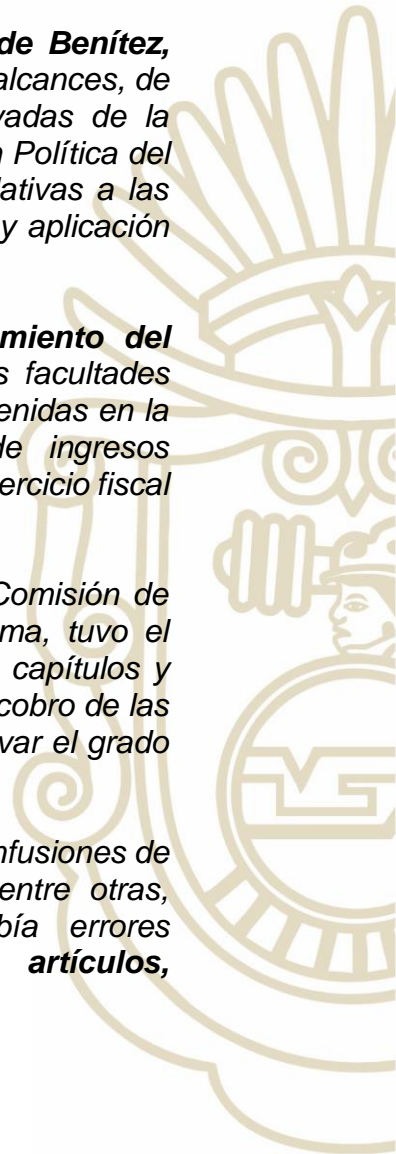 de Benítez,
alcances, de
vadas de la
Política del
lativas a las
y aplicación
miento del
s facultades
enidas en la
de ingresos
ercicio fiscal
Comisión de
ma, tuvo el
capítulos y
cobro de las
var el grado
nfusiones de
entre otras,
bía errores
artículos,